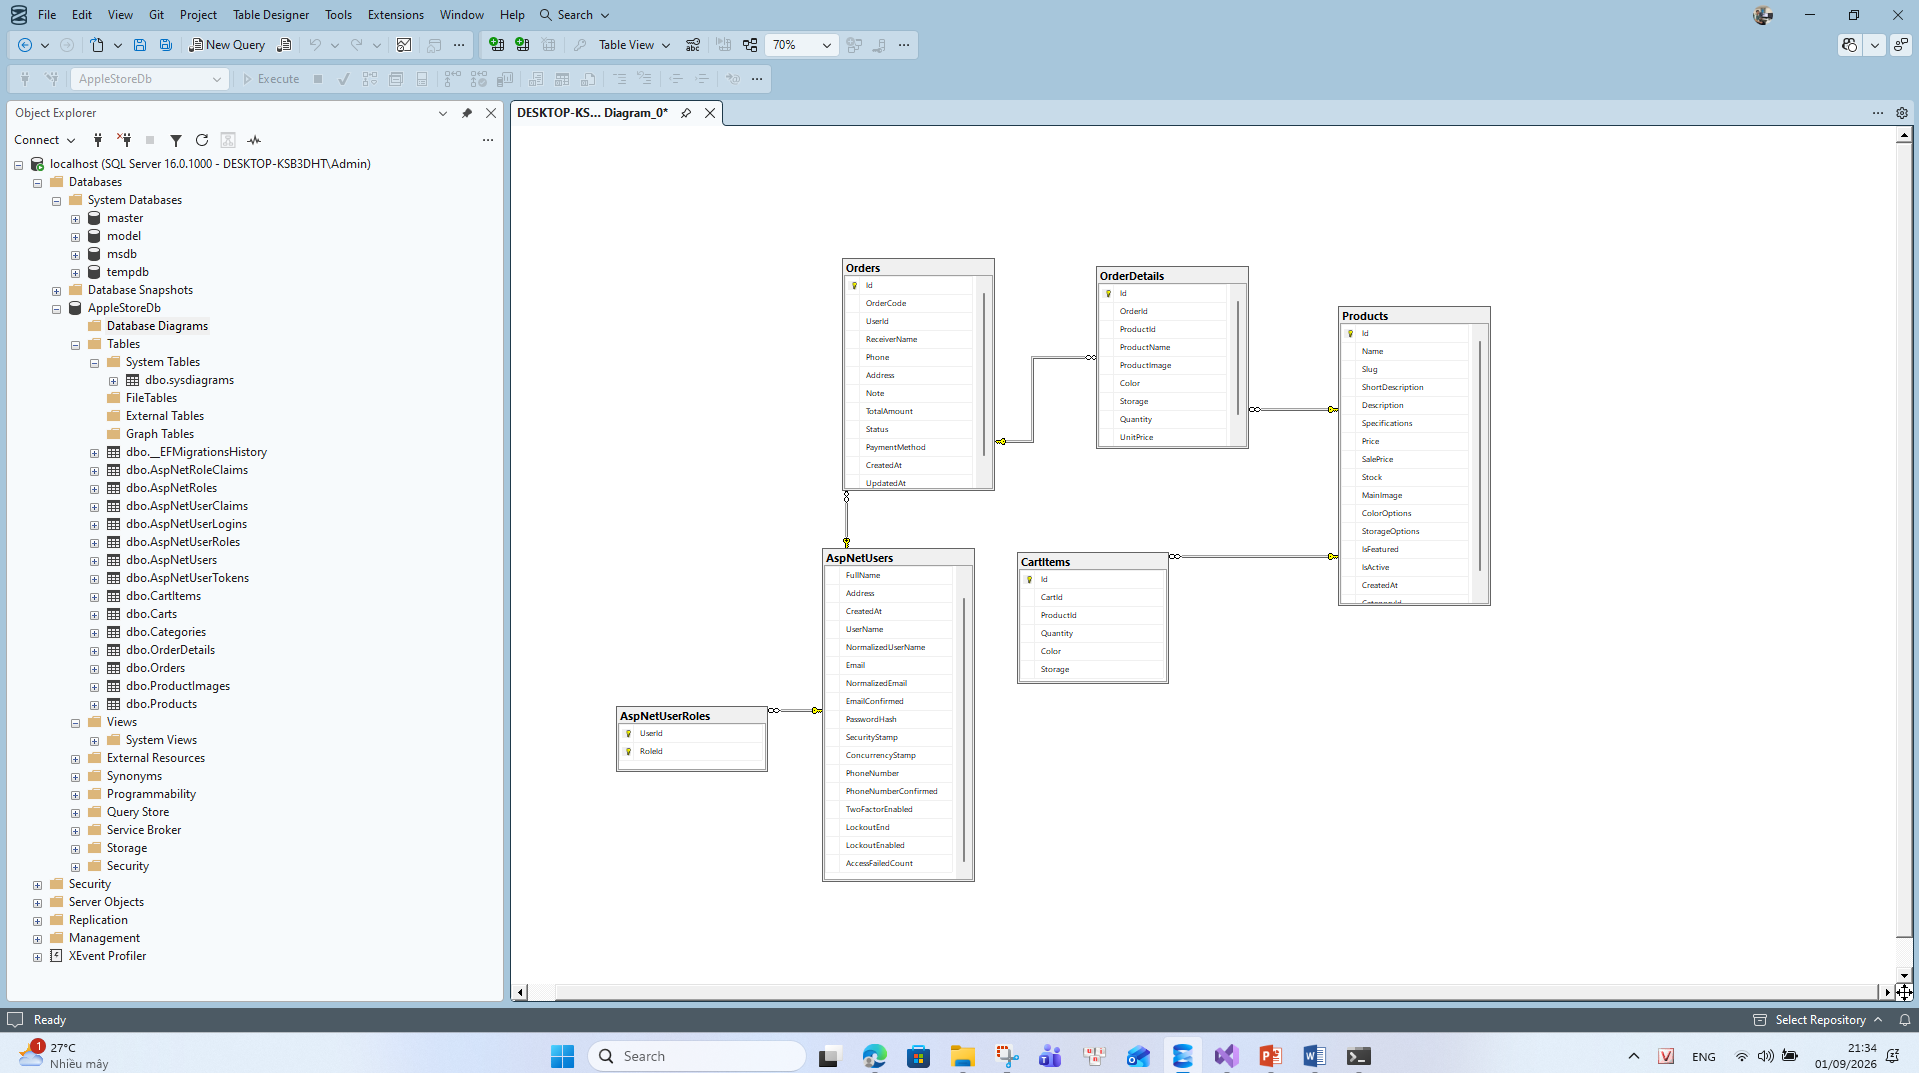 File Edit View Git Project Table Designer Tools Extensions Window Help Search
New Query Table View 70%
AppleStoreDb Execute
Object Explorer
Connect
localhost (SQL Server 16.0.1000 - DESKTOP-KSB3DHT\Admin)
Databases
System Databases
master
model
msdb
tempdb
Database Snapshots
AppleStoreDb
Database Diagrams
Tables
System Tables
dbo.sysdiagrams
FileTables
External Tables
Graph Tables
dbo.__EFMigrationsHistory
dbo.AspNetRoleClaims
dbo.AspNetRoles
dbo.AspNetUserClaims
dbo.AspNetUserLogins
dbo.AspNetUserRoles
dbo.AspNetUsers
dbo.AspNetUserTokens
dbo.CartItems
dbo.Carts
dbo.Categories
dbo.OrderDetails
dbo.Orders
dbo.ProductImages
dbo.Products
Views
System Views
External Resources
Synonyms
Programmability
Query Store
Service Broker
Storage
Security
Security
Server Objects
Replication
Management
XEvent Profiler
DESKTOP-KS... Diagram_0*
Orders
Id
OrderCode
UserId
ReceiverName
Phone
Address
Note
TotalAmount
Status
PaymentMethod
CreatedAt
UpdatedAt
OrderDetails
Id
OrderId
ProductId
ProductName
ProductImage
Color
Storage
Quantity
UnitPrice
Products
Id
Name
Slug
ShortDescription
Description
Specifications
Price
SalePrice
Stock
MainImage
ColorOptions
StorageOptions
IsFeatured
IsActive
CreatedAt
CategoryId
AspNetUsers
FullName
Address
CreatedAt
UserName
NormalizedUserName
Email
NormalizedEmail
EmailConfirmed
PasswordHash
SecurityStamp
ConcurrencyStamp
PhoneNumber
PhoneNumberConfirmed
TwoFactorEnabled
LockoutEnd
LockoutEnabled
AccessFailedCount
CartItems
Id
CartId
ProductId
Quantity
Color
Storage
AspNetUserRoles
UserId
RoleId
Ready
Select Repository
1
27°C
Nhiều mây
Search
V
ENG
21:34
01/09/2026